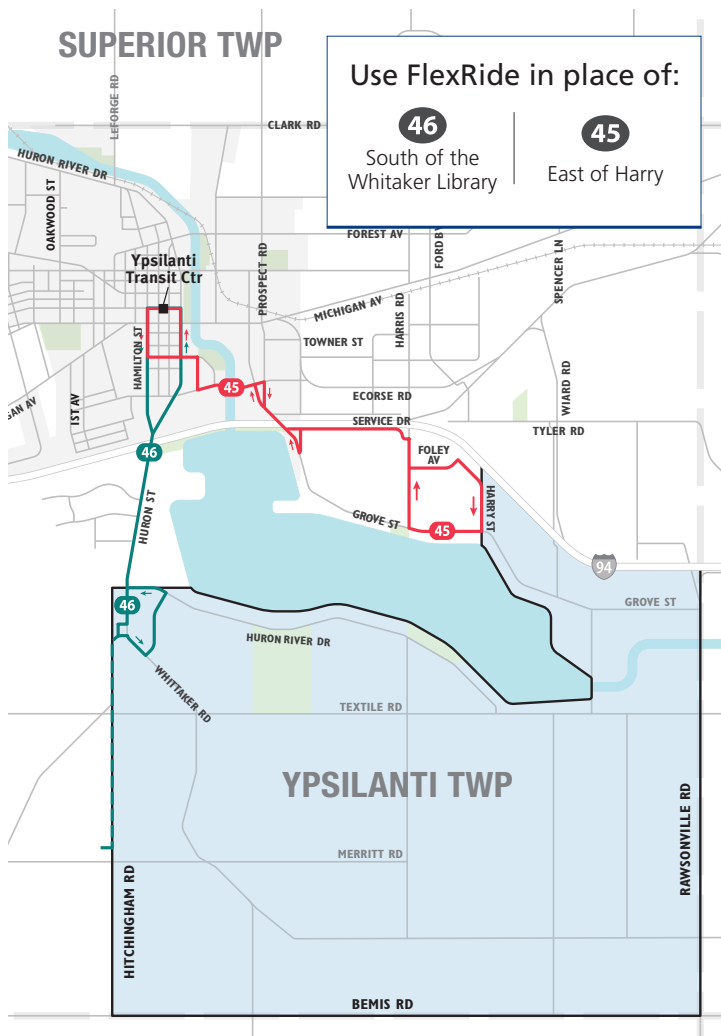 SUPERIOR TWP
Use FlexRide in place of:
46
South of the
Whitaker Library
45
East of Harry
LeFORGE RD
CLARK RD
HURON RIVER DR
OAKWOOD ST
FOREST AV
FORD BV
SPENCER LN
Ypsilanti
Transit Ctr
PROSPECT RD
MICHIGAN AV
HARRIS RD
TOWNER ST
HAMILTON ST
WIARD RD
45
ECORSE RD
GAN AV
1ST AV
SERVICE DR
TYLER RD
46
FOLEY
AV
HURON ST
HARRY ST
GROVE ST
45
94
46
GROVE ST
HURON RIVER DR
WHITTAKER RD
TEXTILE RD
YPSILANTI TWP
RAWSONVILLE RD
MERRITT RD
HITCHINGHAM RD
BEMIS RD